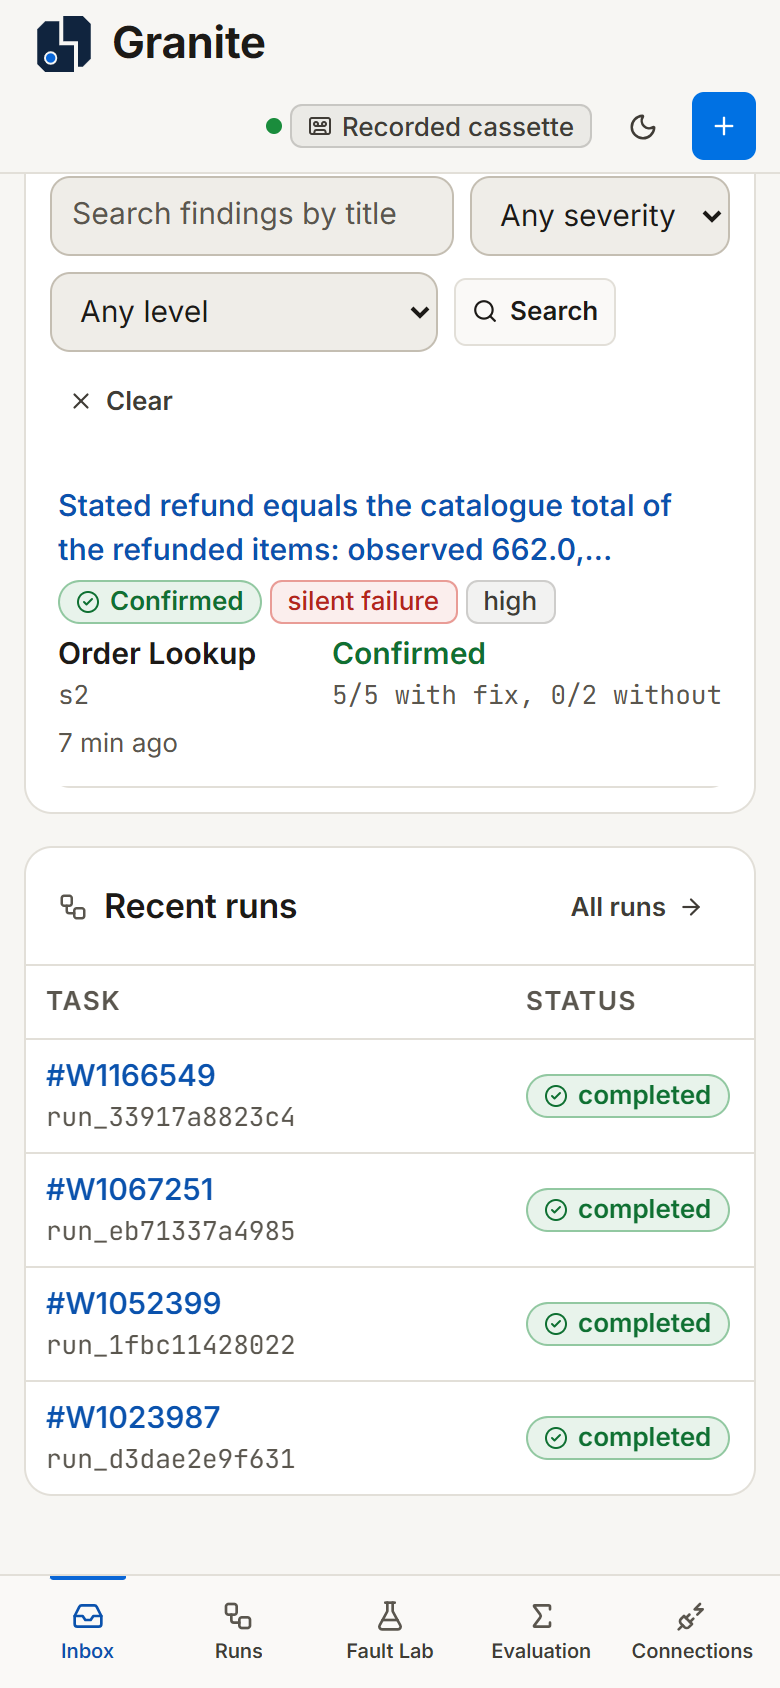 Granite
Recorded cassette
Search findings by title
Any severity
Any level
Search
Clear
Stated refund equals the catalogue total of
the refunded items: observed 662.0,...
Confirmed silent failure high
Order Lookup Confirmed
s2 5/5 with fix, 0/2 without
7 min ago
Recent runs All runs
TASK STATUS
#W1166549
run_33917a8823c4
completed
#W1067251
run_eb71337a4985
completed
#W1052399
run_1fbc11428022
completed
#W1023987
run_d3dae2e9f631
completed
Inbox Runs Fault Lab Evaluation Connections